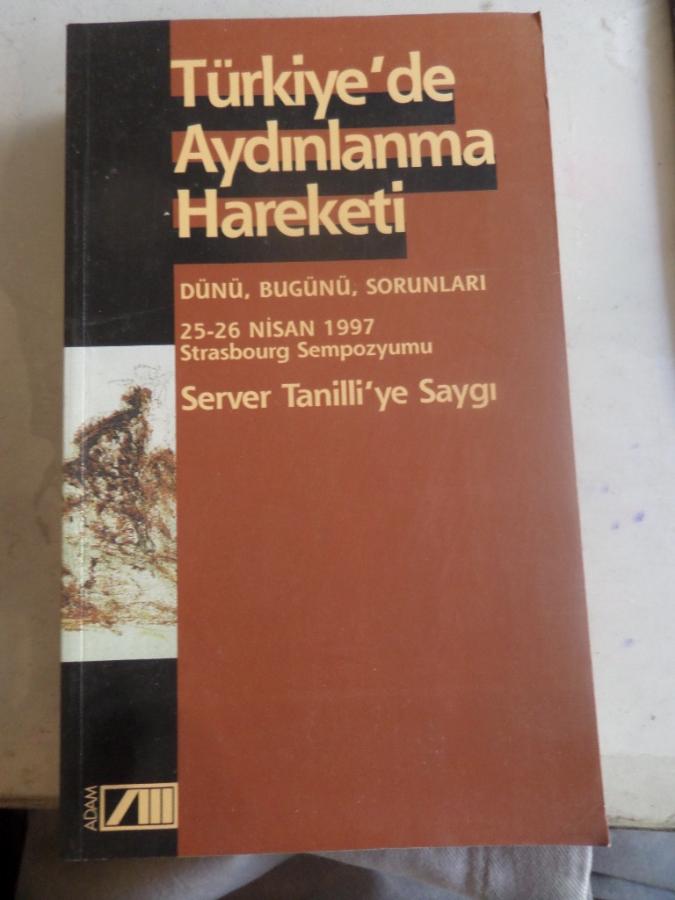 Türkiye'de
Aydınlanma
Hareketi
DÜNÜ, BUGÜNÜ, SORUNLARI
25-26 NİSAN 1997
Strasbourg Sempozyumu
Server Tanilli'ye Saygı
ADAM